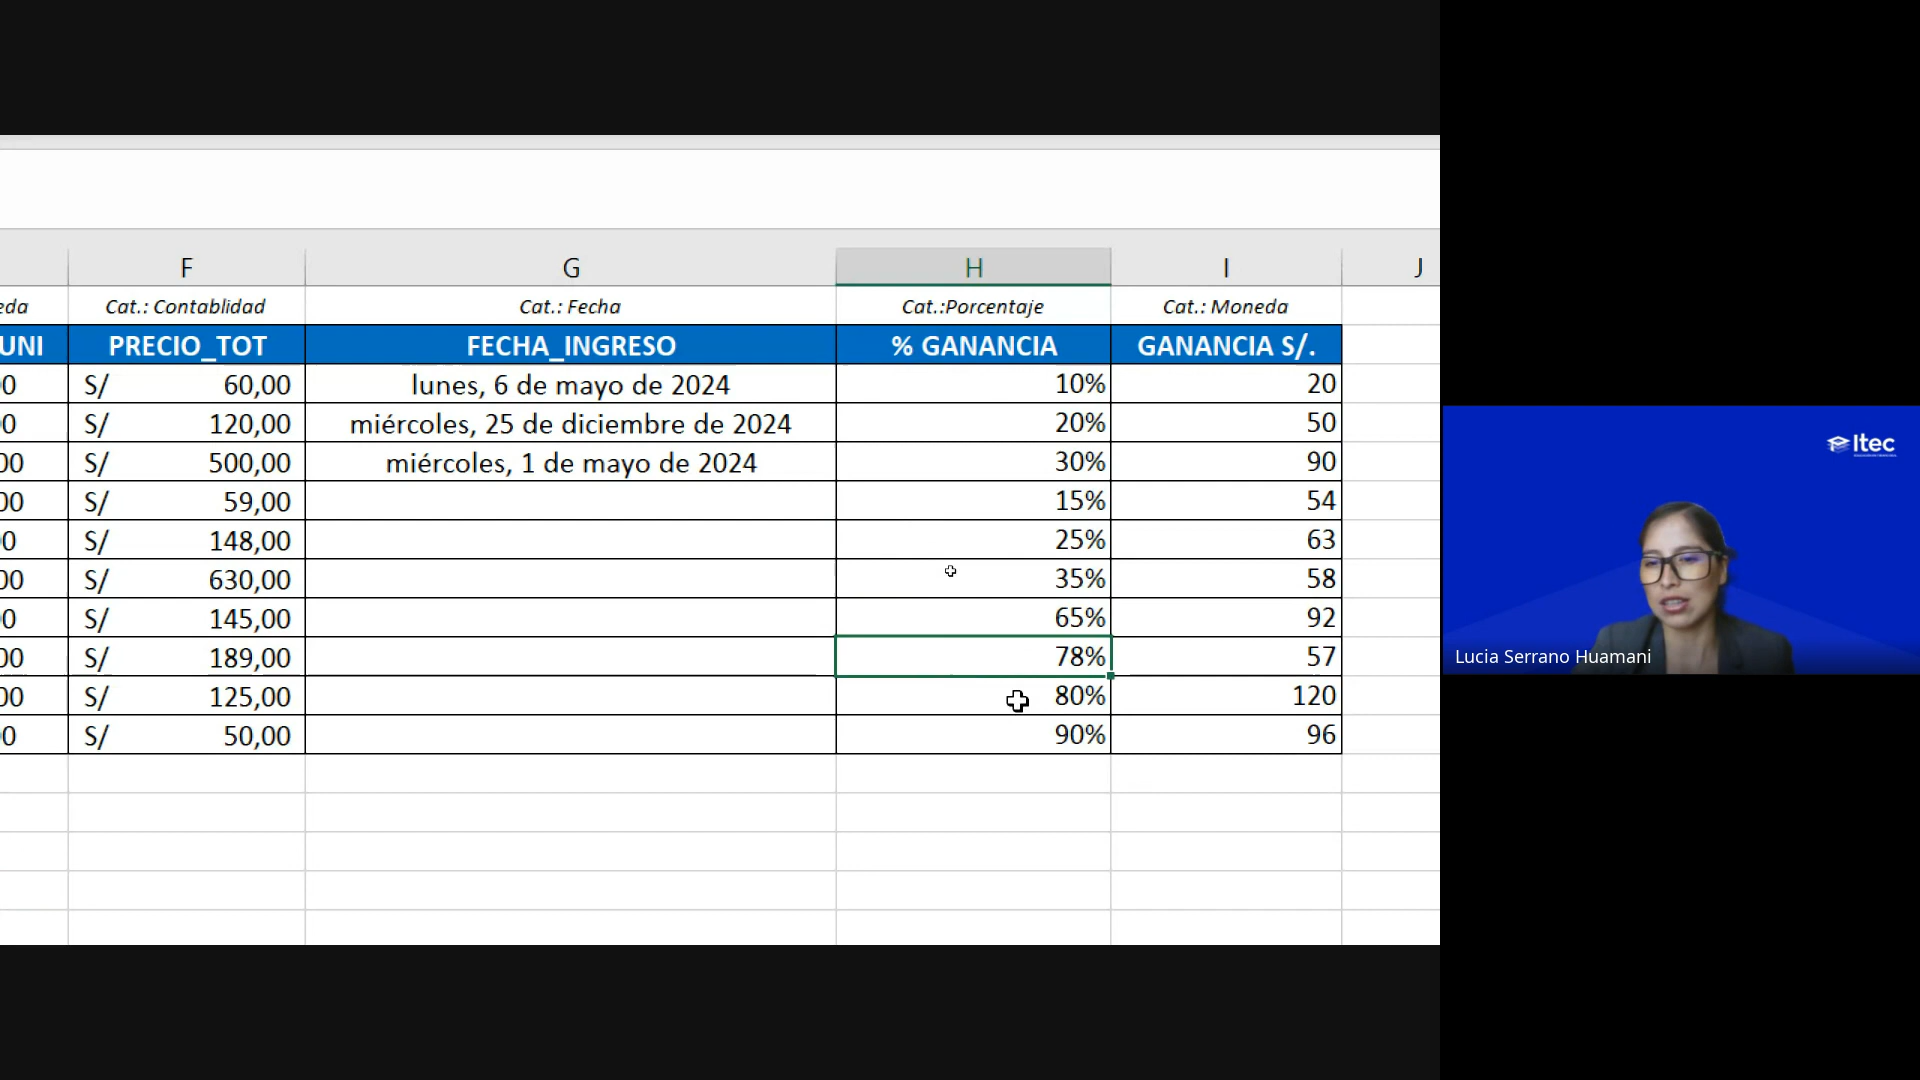 F G H I J
eda Cat.: Contablidad Cat.: Fecha Cat.:Porcentaje Cat.: Moneda
UNI PRECIO_TOT FECHA_INGRESO % GANANCIA GANANCIA S/.
0 S/ 60,00 lunes, 6 de mayo de 2024 10% 20
0 S/ 120,00 miércoles, 25 de diciembre de 2024 20% 50
00 S/ 500,00 miércoles, 1 de mayo de 2024 30% 90
00 S/ 59,00 15% 54
0 S/ 148,00 25% 63
00 S/ 630,00 35% 58
0 S/ 145,00 65% 92
00 S/ 189,00 78% 57
00 S/ 125,00 80% 120
0 S/ 50,00 90% 96
Itec
Lucia Serrano Huamani